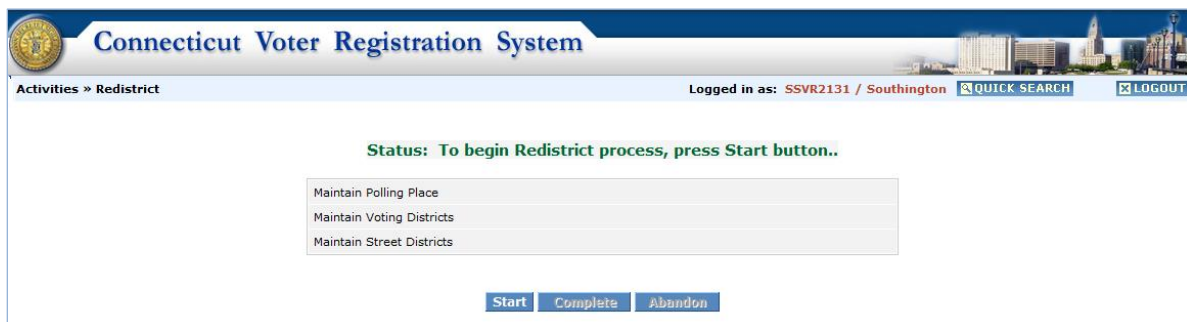 Connecticut Voter Registration System
Activities » Redistrict Logged in as: SSVR2131 / Southington QUICK SEARCH LOGOUT
Status: To begin Redistrict process, press Start button..
Maintain Polling Place
Maintain Voting Districts
Maintain Street Districts
Start Complete Abandon